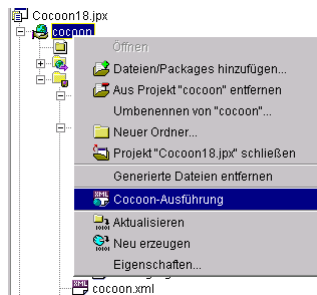 Cocoon18.jpx
cocoon
Öffnen
Dateien/Packages hinzufügen...
Aus Projekt "cocoon" entfernen
Umbenennen von "cocoon"...
Neuer Ordner...
Projekt "Cocoon18.jpx" schließen
Generierte Dateien entfernen
Cocoon-Ausführung
Aktualisieren
Neu erzeugen
Eigenschaften...
cocoon.xml